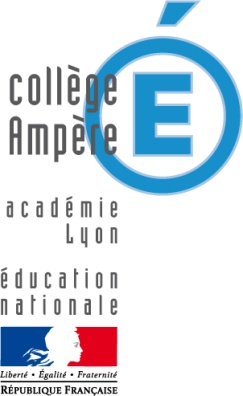 collège
Ampère
É
académie
Lyon
éducation
nationale
Liberté • Égalité • Fraternité
RÉPUBLIQUE FRANÇAISE